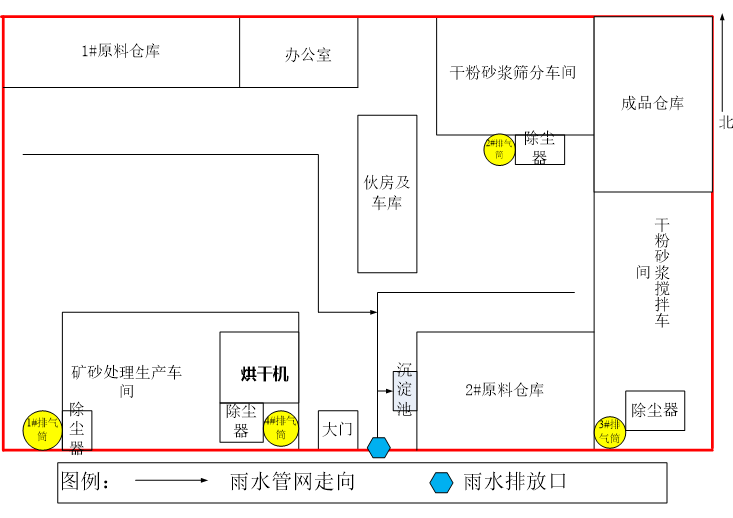 1#原料仓库
办公室
干粉砂浆筛分车间
成品仓库
北
2#排气
筒
除尘
器
伙房及
车库
干粉砂浆搅拌车
间
矿砂处理生产车
间
烘干机
沉
淀
池
2#原料仓库
1#排气
筒
除
尘
器
除尘
器
4#排气
筒
大门
3#排
气筒
除尘器
图例：
雨水管网走向
雨水排放口